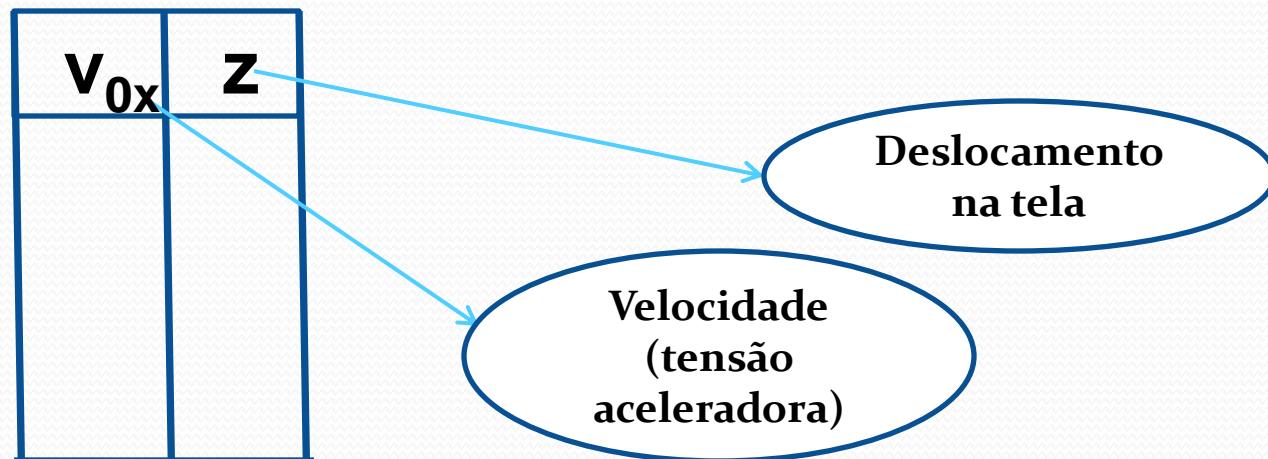 v0x z
Deslocamento
na tela
Velocidade
(tensão
aceleradora)